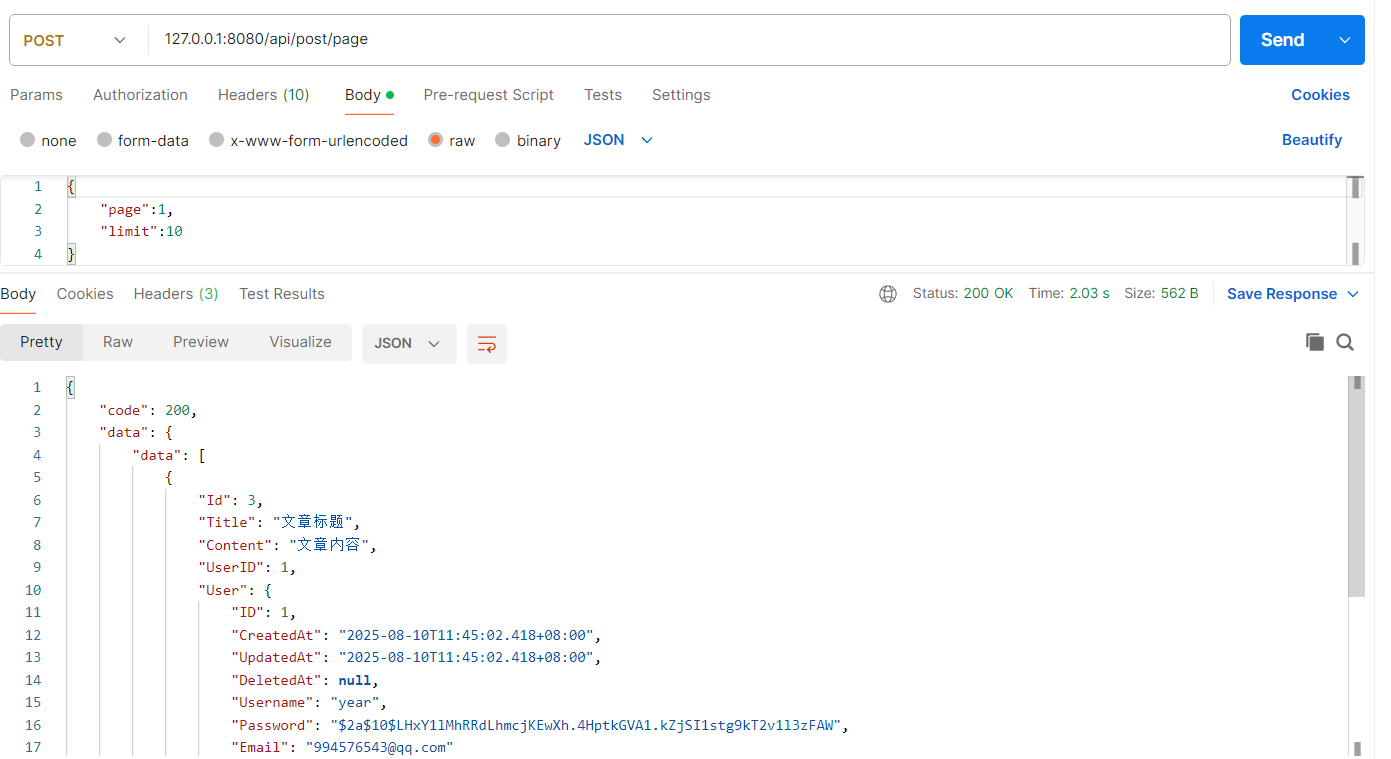 POST 127.0.0.1:8080/api/post/page Send
Params Authorization Headers (10) Body Pre-request Script Tests Settings Cookies
none form-data x-www-form-urlencoded raw binary JSON Beautify
1 {
2 "page":1,
3 "limit":10
4 }
Body Cookies Headers (3) Test Results Status: 200 OK Time: 2.03 s Size: 562 B Save Response
Pretty Raw Preview Visualize JSON
1 {
2 "code": 200,
3 "data": {
4 "data": [
5 {
6 "Id": 3,
7 "Title": "文章标题",
8 "Content": "文章内容",
9 "UserID": 1,
10 "User": {
11 "ID": 1,
12 "CreatedAt": "2025-08-10T11:45:02.418+08:00",
13 "UpdatedAt": "2025-08-10T11:45:02.418+08:00",
14 "DeletedAt": null,
15 "Username": "year",
16 "Password": "$2a$10$LHxY1lMhRRdLhmcjKEwXh.4HptkGVA1.kZjSI1stg9kT2v1l3zFAW",
17 "Email": "994576543@qq.com"